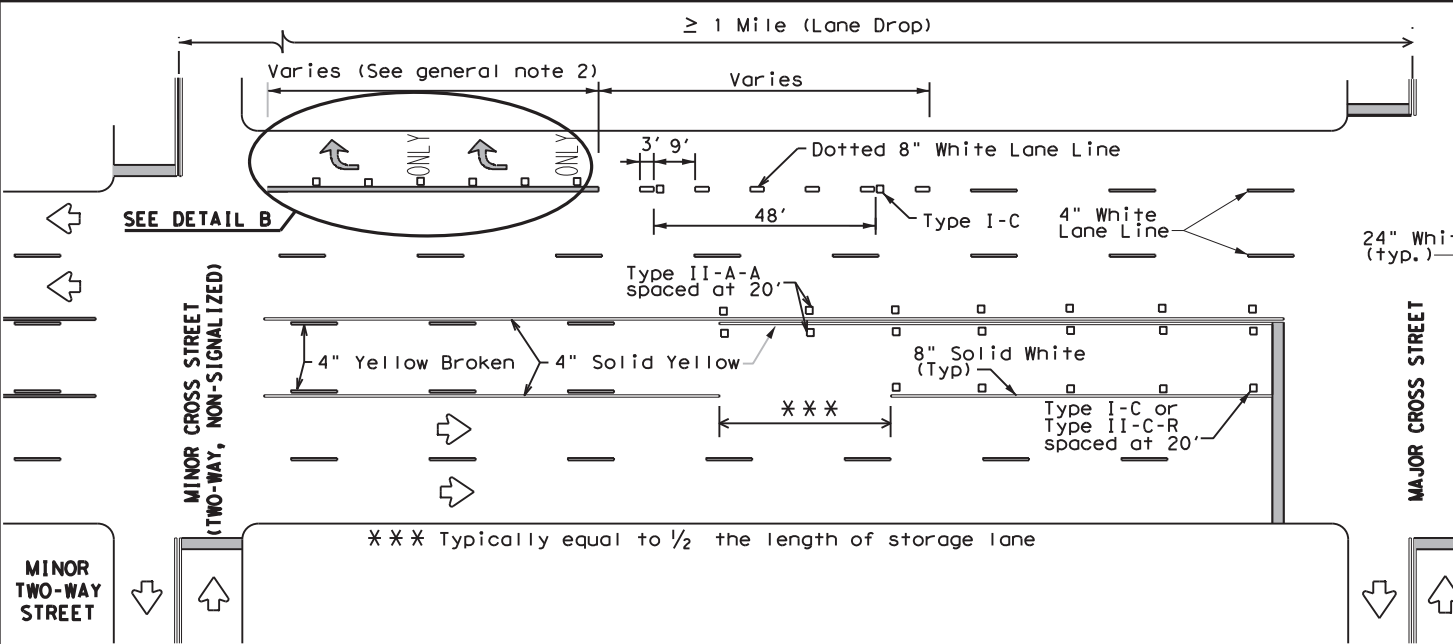 ≥ 1 Mile (Lane Drop)
Varies (See general note 2)
Varies
ONLY
ONLY
3' 9'
Dotted 8" White Lane Line
SEE DETAIL B
48'
Type I-C
4" White
Lane Line
24" Whi
(typ.)
Type II-A-A
spaced at 20'
MINOR CROSS STREET
(TWO-WAY, NON-SIGNALIZED)
4" Yellow Broken
4" Solid Yellow
8" Solid White
(Typ)
***
Type I-C or
Type II-C-R
spaced at 20'
MAJOR CROSS STREET
*** Typically equal to 1/2 the length of storage lane
MINOR
TWO-WAY
STREET